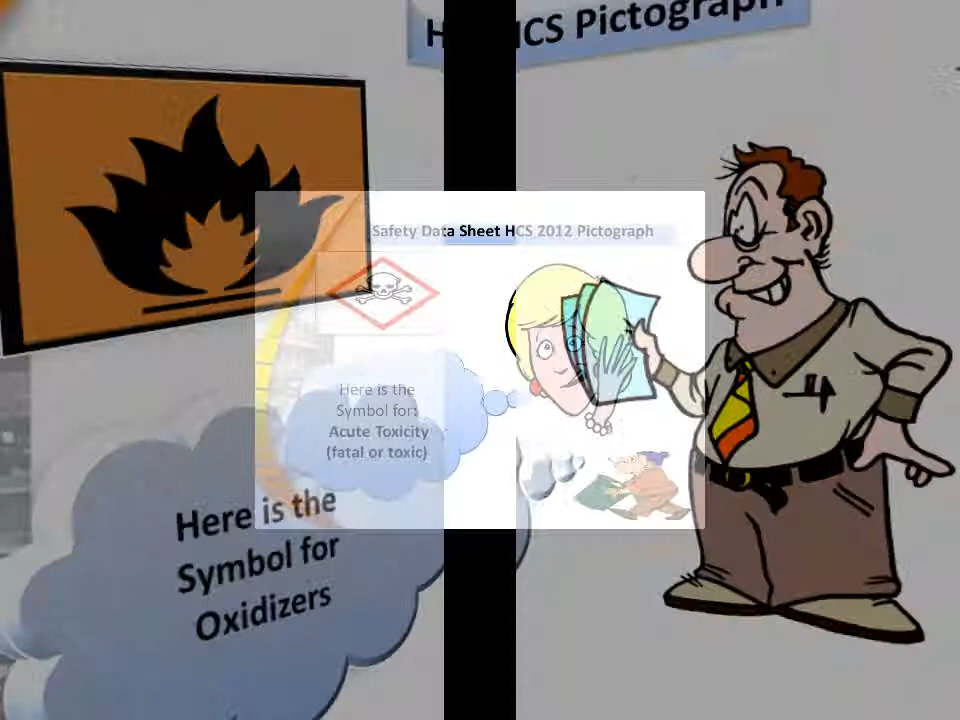 HCS Pictograph
Safety Data Sheet HCS 2012 Pictograph
Here is the
Symbol for:
Acute Toxicity
(fatal or toxic)
Here is the
Symbol for
Oxidizers